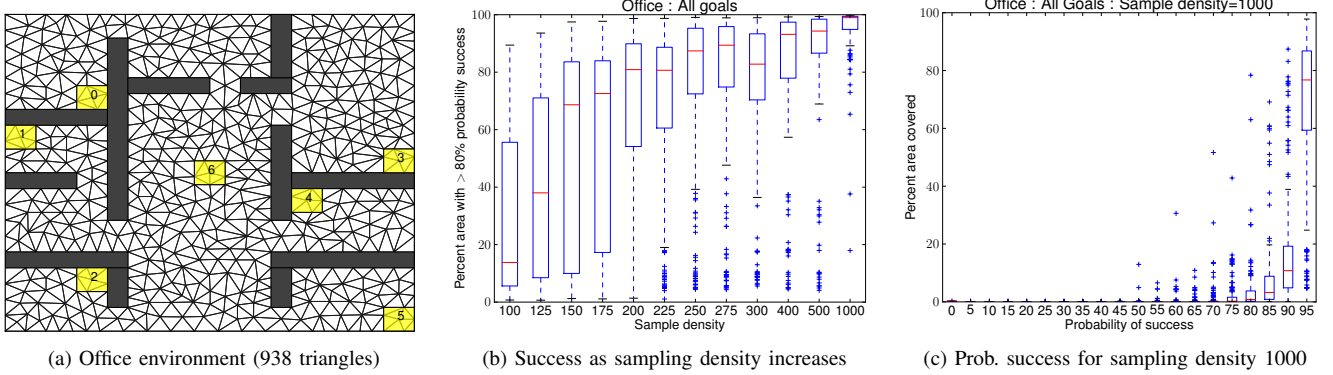 Office : All goals
Office : All Goals : Sample density=1000
0
1
2
3
4
5
6
100
80
60
40
20
0
Percent area with > 80% probability success
100 125 150 175 200 225 250 275 300 400 500 1000
Sample density
100
80
60
40
20
0
Percent area covered
0 5 10 15 20 25 30 35 40 45 50 55 60 65 70 75 80 85 90 95
Probability of success
(a) Office environment (938 triangles)
(b) Success as sampling density increases
(c) Prob. success for sampling density 1000